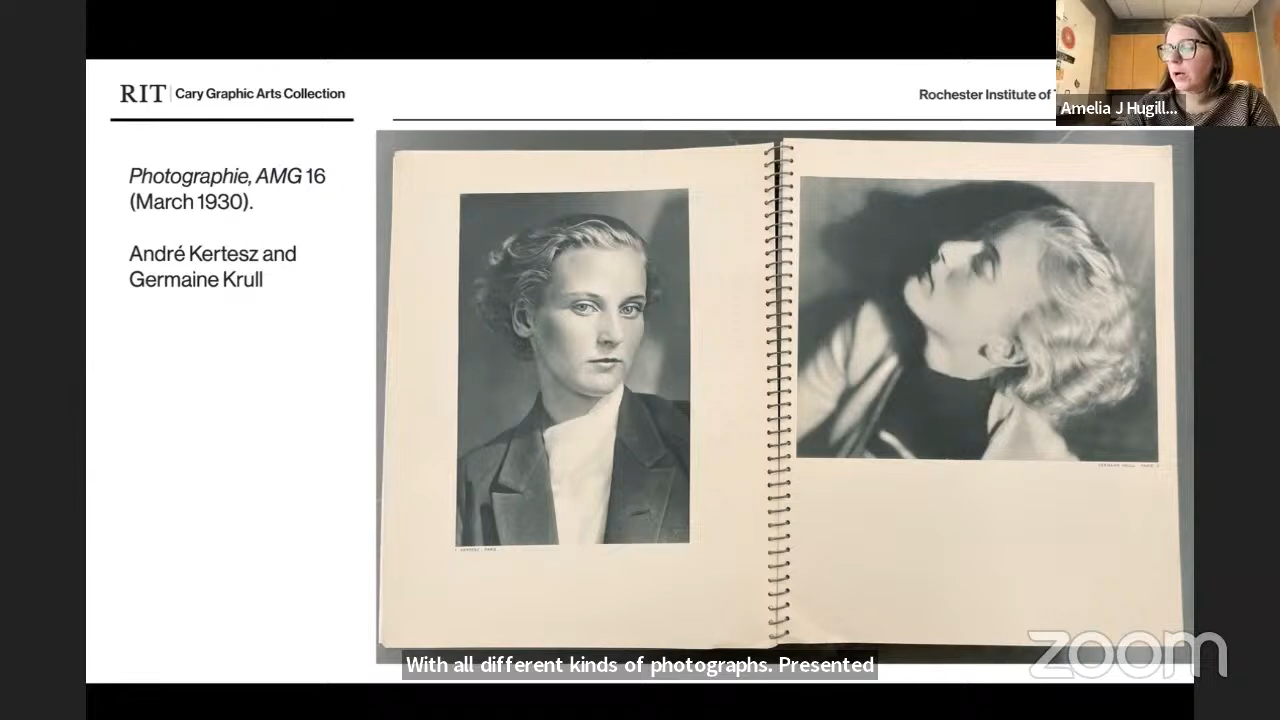 RIT | Cary Graphic Arts Collection
Rochester Institute of T
Amelia J Hugill...
Photographie, AMG 16
(March 1930).
André Kertesz and
Germaine Krull
With all different kinds of photographs. Presented
zoom